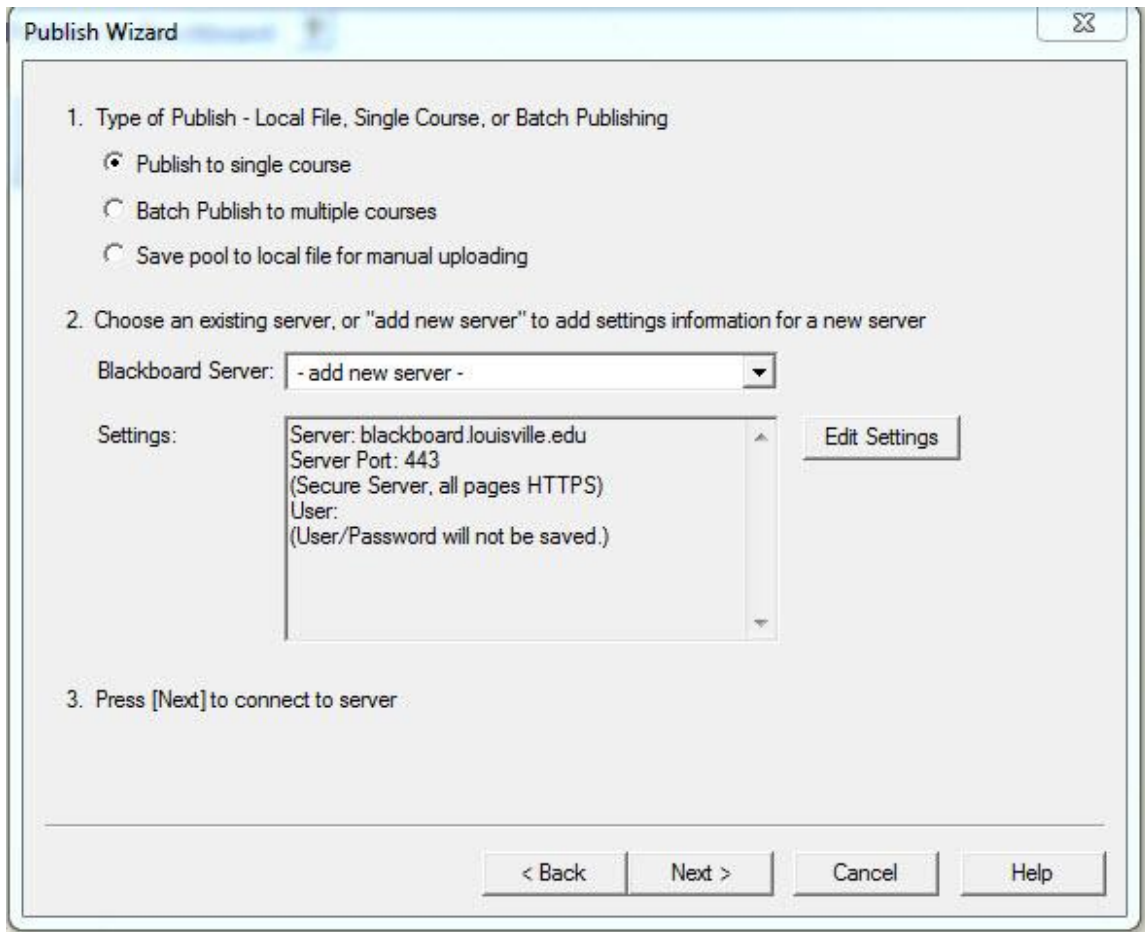 Publish Wizard
1. Type of Publish - Local File, Single Course, or Batch Publishing
Publish to single course
Batch Publish to multiple courses
Save pool to local file for manual uploading
2. Choose an existing server, or "add new server" to add settings information for a new server
Blackboard Server: - add new server -
Settings:
Server: blackboard.louisville.edu
Server Port: 443
(Secure Server, all pages HTTPS)
User:
(User/Password will not be saved.)
Edit Settings
3. Press [Next] to connect to server
< Back Next > Cancel Help